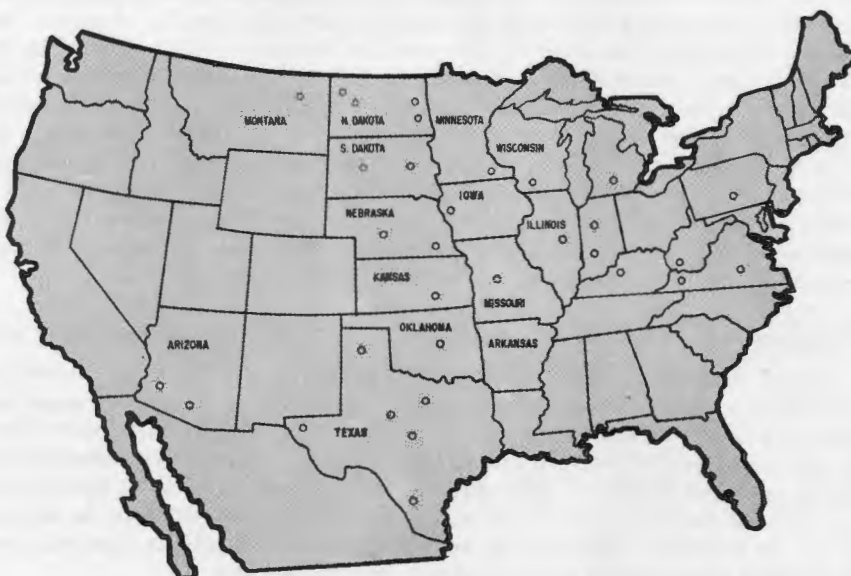 MONTANA
N. DAKOTA
MINNESOTA
S. DAKOTA
WISCONSIN
IOWA
NEBRASKA
ILLINOIS
KANSAS
MISSOURI
OKLAHOMA
ARIZONA
ARKANSAS
TEXAS